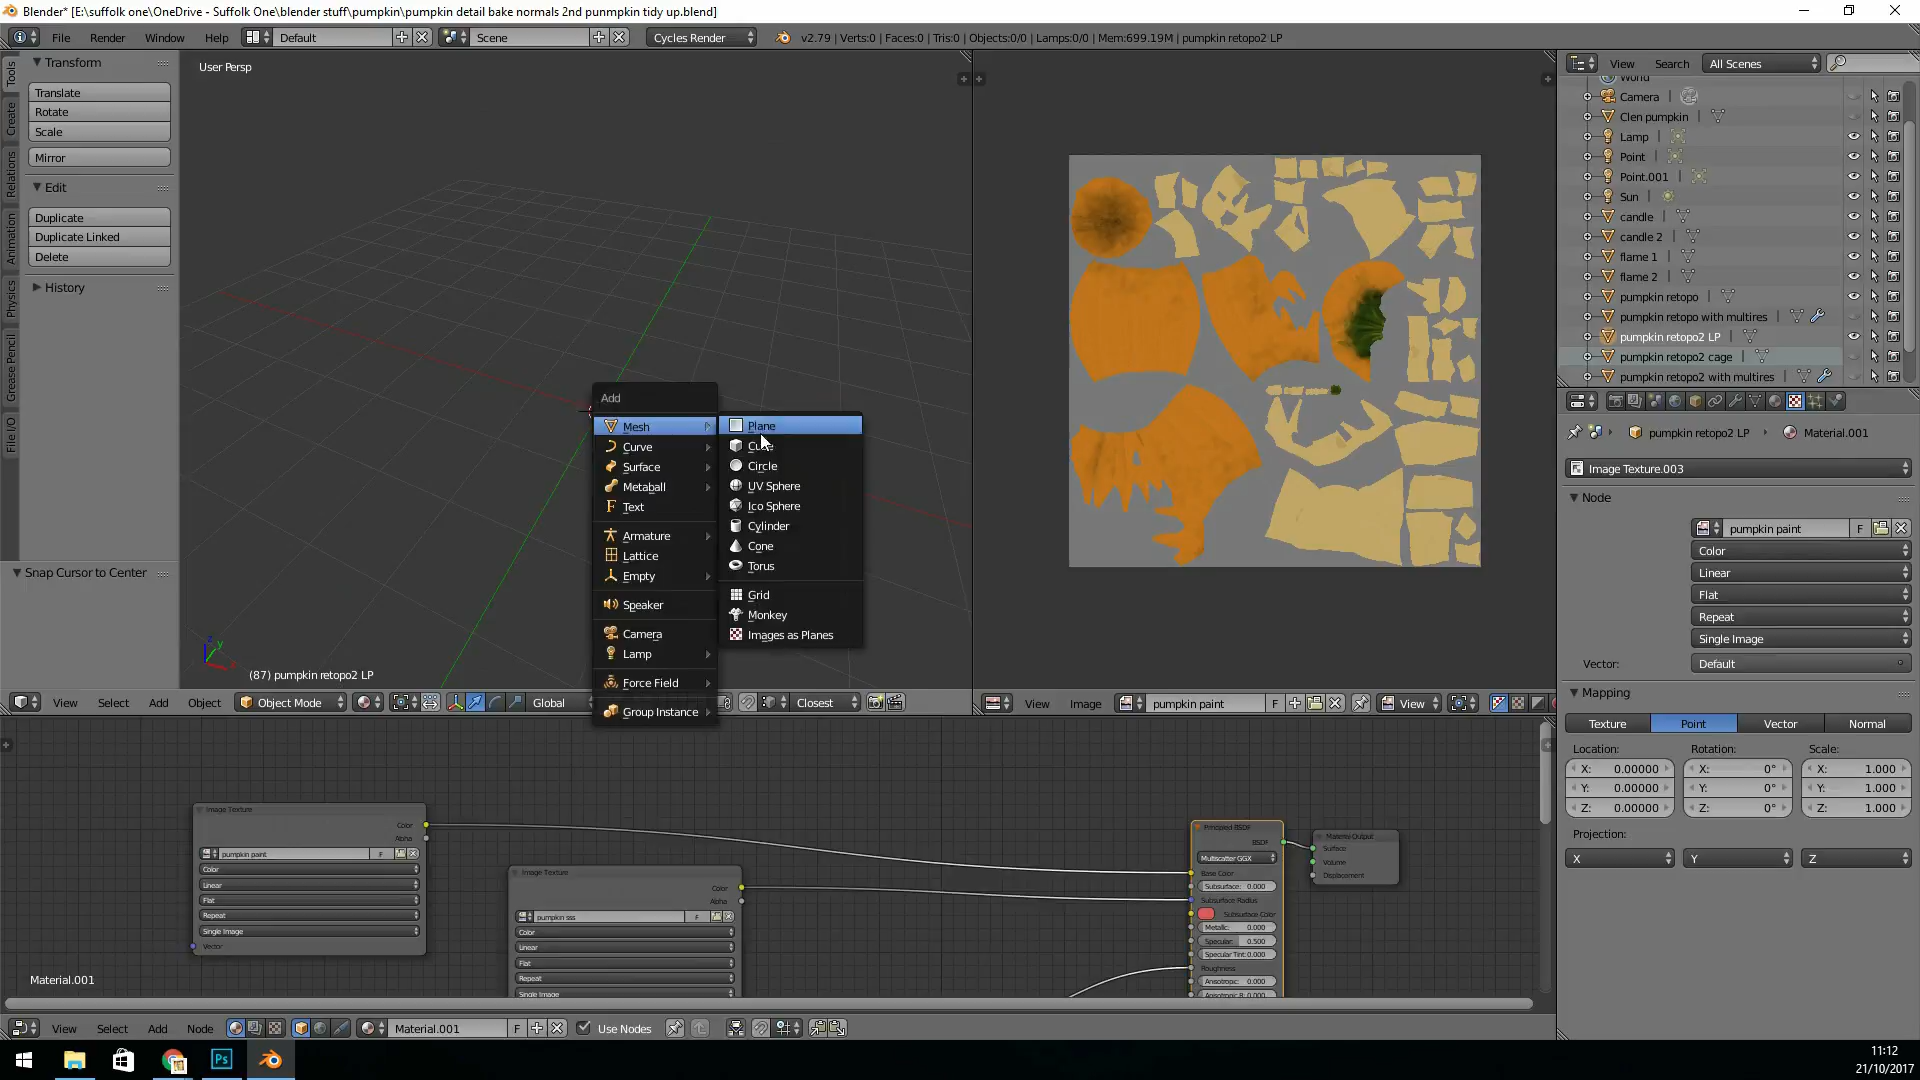 Blender* [E:\suffolk one\OneDrive - Suffolk One\blender stuff\pumpkin\pumpkin detail bake normals 2nd punmpkin tidy up.blend]
File Render Window Help Default Scene Cycles Render v2.79 | Verts:0 | Faces:0 | Tris:0 | Objects:0/0 | Lamps:0/0 | Mem:699.19M | pumpkin retopo2 LP
Tools
Create
Relations
Animation
Physics
Grease Pencil
File I/O
Transform
Translate
Rotate
Scale
Mirror
Edit
Duplicate
Duplicate Linked
Delete
History
Snap Cursor to Center
User Persp
Add
Mesh
Curve
Surface
Metaball
Text
Armature
Lattice
Empty
Speaker
Camera
Lamp
Force Field
Group Instance
Plane
Cube
Circle
UV Sphere
Ico Sphere
Cylinder
Cone
Torus
Grid
Monkey
Images as Planes
z y
(87) pumpkin retopo2 LP
View Select Add Object Object Mode Global Closest
View Image pumpkin paint F View
View Search All Scenes
World
Camera
Clen pumpkin
Lamp
Point
Point.001
Sun
candle
candle 2
flame 1
flame 2
pumpkin retopo
pumpkin retopo with multires
pumpkin retopo2 LP
pumpkin retopo2 cage
pumpkin retopo2 with multires
pumpkin retopo2 LP Material.001
Image Texture.003
Node
pumpkin paint F
Color
Linear
Flat
Repeat
Single Image
Vector: Default
Mapping
Texture Point Vector Normal
Location: Rotation: Scale:
X: 0.00000 X: 0° X: 1.000
Y: 0.00000 Y: 0° Y: 1.000
Z: 0.00000 Z: 0° Z: 1.000
Projection:
X Y Z
Image Texture
Color
Alpha
pumpkin paint F
Color
Linear
Flat
Repeat
Single Image
Vector
Image Texture
Color
Alpha
pumpkin sss F
Color
Linear
Flat
Repeat
Single Image
Principled BSDF
BSDF
Multiscatter GGX
Base Color
Subsurface: 0.000
Subsurface Radius
Subsurface Color
Metallic: 0.000
Specular: 0.500
Specular Tint: 0.000
Roughness
Anisotropic: 0.000
Material Output
Surface
Volume
Displacement
Material.001
View Select Add Node Material.001 F Use Nodes
Ps
11:12
21/10/2017